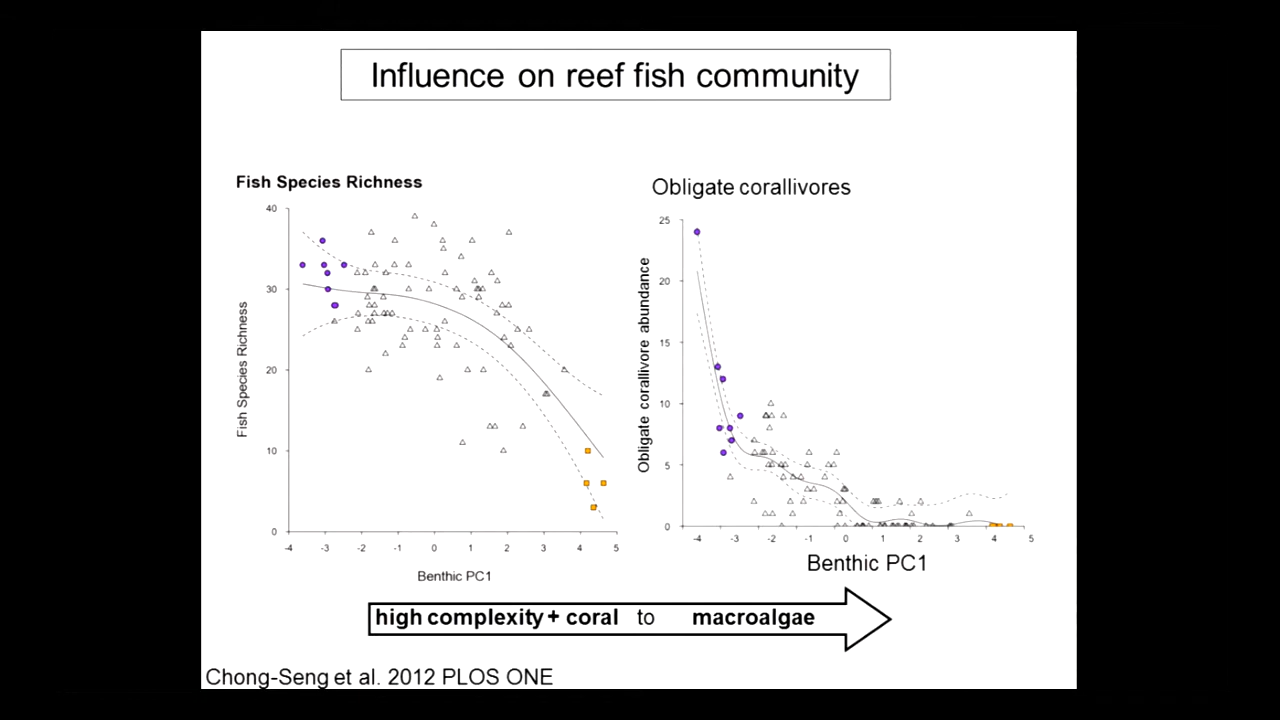 Influence on reef fish community
Fish Species Richness
Obligate corallivores
Fish Species Richness
40
30
20
10
0
-4 -3 -2 -1 0 1 2 3 4 5
Benthic PC1
Obligate corallivore abundance
25
20
15
10
5
0
-4 -3 -2 -1 0 1 2 3 4 5
Benthic PC1
high complexity + coral to macroalgae
Chong-Seng et al. 2012 PLOS ONE